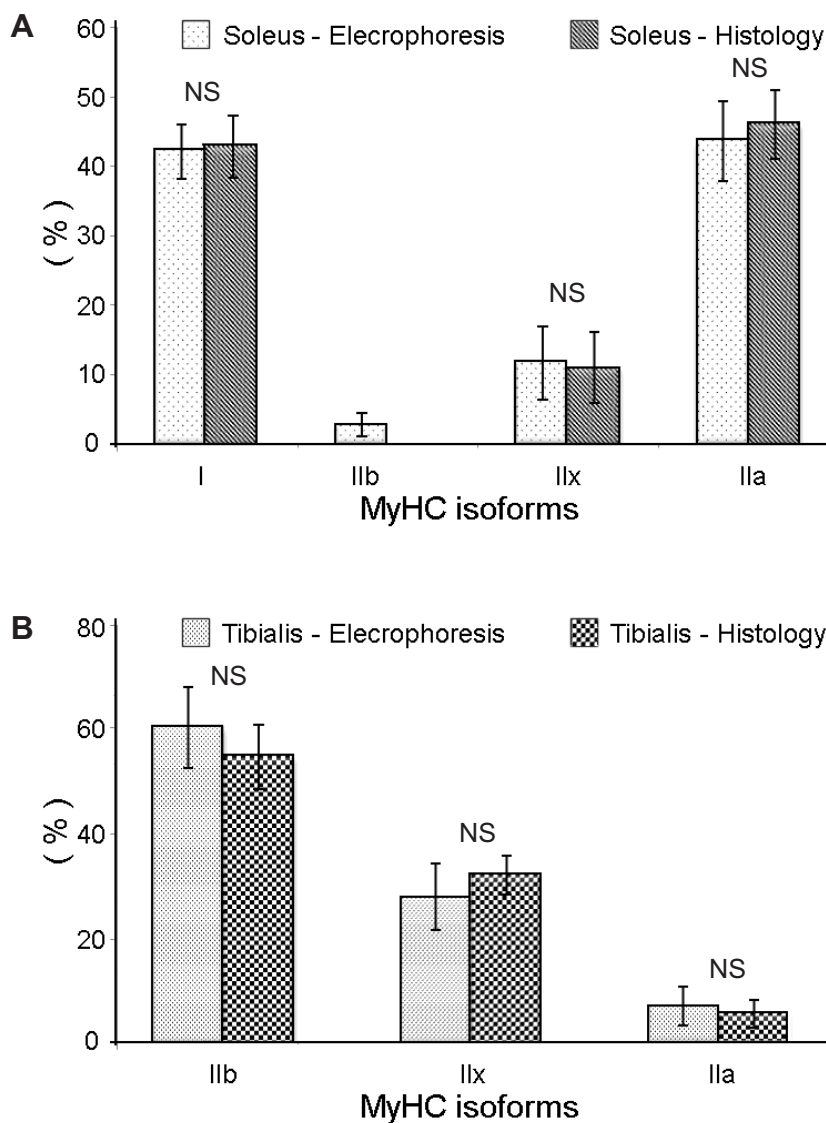 A
60
50
40
30
20
10
0
( % )
Soleus - Elecrophoresis
Soleus - Histology
NS
NS
NS
I
IIb
IIx
IIa
MyHC isoforms
B
80
60
40
20
0
( % )
Tibialis - Elecrophoresis
Tibialis - Histology
NS
NS
NS
IIb
IIx
IIa
MyHC isoforms